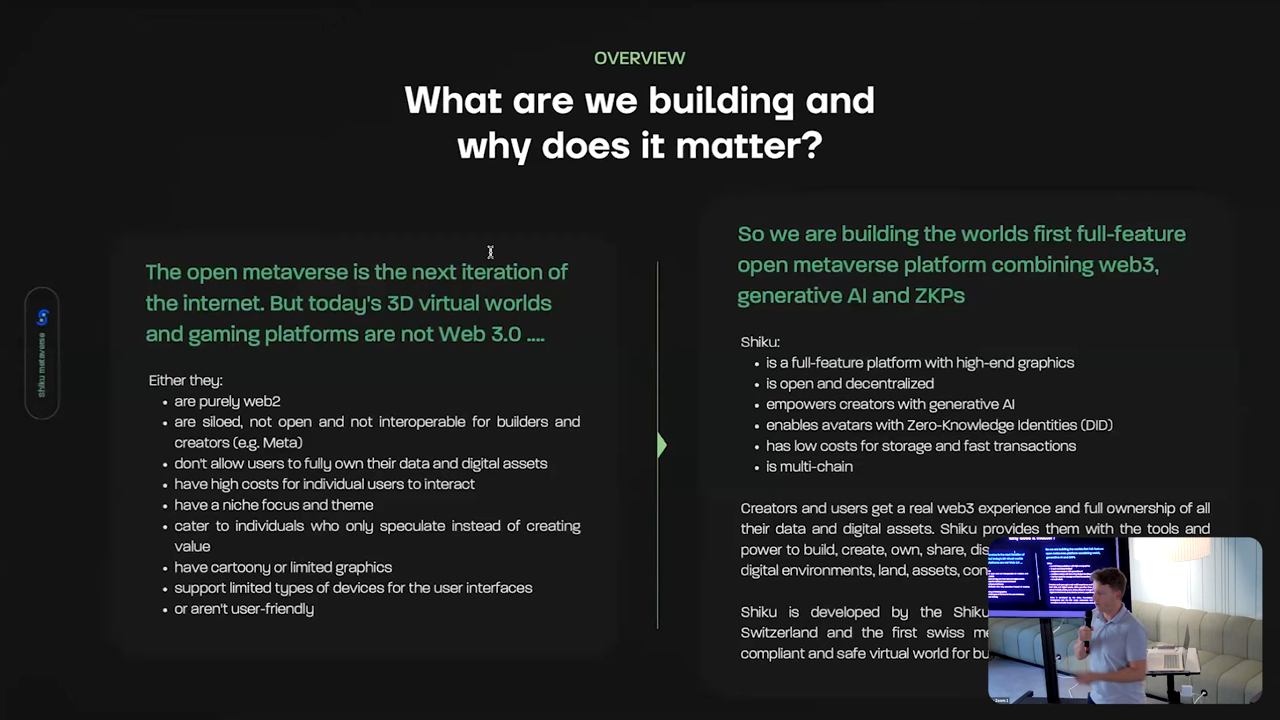 OVERVIEW
What are we building and
why does it matter?
Shiku metaverse
The open metaverse is the next iteration of
the internet. But today's 3D virtual worlds
and gaming platforms are not Web 3.0 ....
Either they:
• are purely web2
• are siloed, not open and not interoperable for builders and
creators (e.g. Meta)
• don't allow users to fully own their data and digital assets
• have high costs for individual users to interact
• have a niche focus and theme
• cater to individuals who only speculate instead of creating
value
• have cartoony or limited graphics
• support limited types of devices for the user interfaces
• or aren't user-friendly
So we are building the worlds first full-feature
open metaverse platform combining web3,
generative AI and ZKPs
Shiku:
• is a full-feature platform with high-end graphics
• is open and decentralized
• empowers creators with generative AI
• enables avatars with Zero-Knowledge Identities (DID)
• has low costs for storage and fast transactions
• is multi-chain
Creators and users get a real web3 experience and full ownership of all
their data and digital assets. Shiku provides them with the tools and
power to build, create, own, share,
digital environments, land, assets,
Shiku is developed by the Shiku
Switzerland and the first swiss
compliant and safe virtual world for
why does it matter?